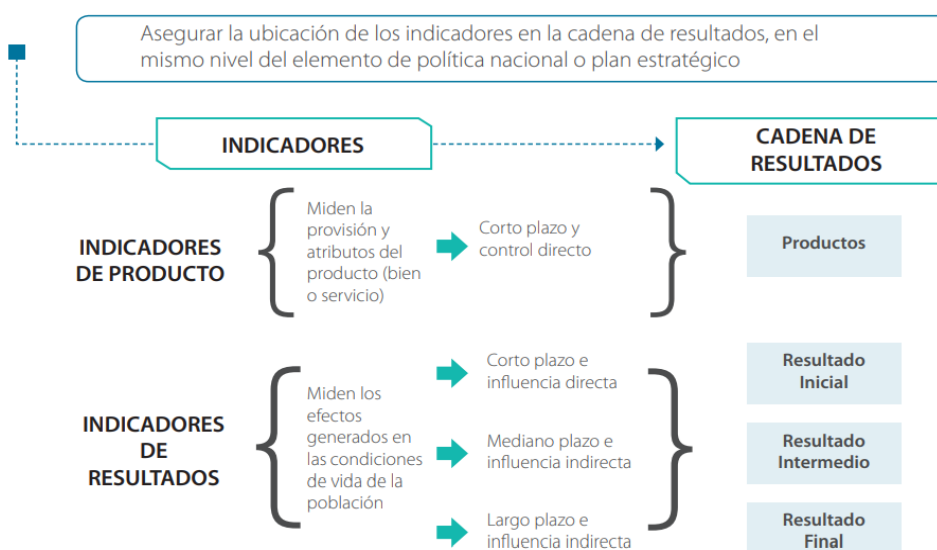 Asegurar la ubicación de los indicadores en la cadena de resultados, en el
mismo nivel del elemento de política nacional o plan estratégico
INDICADORES
CADENA DE
RESULTADOS
INDICADORES
DE PRODUCTO
Miden la
provisión y
atributos del
producto (bien
o servicio)
Corto plazo y
control directo
Productos
INDICADORES
DE
RESULTADOS
Miden los
efectos
generados en
las condiciones
de vida de la
población
Corto plazo e
influencia directa
Resultado
Inicial
Mediano plazo e
influencia indirecta
Resultado
Intermedio
Largo plazo e
influencia indirecta
Resultado
Final